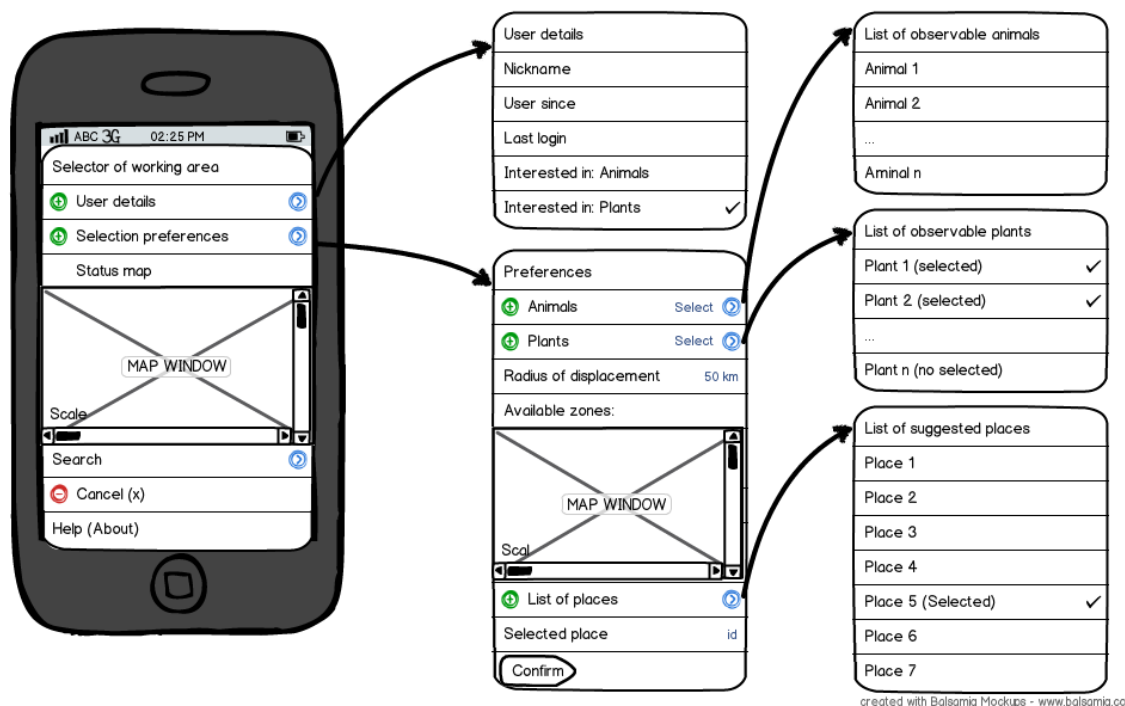 ABC 3G 02:25 PM
Selector of working area
User details
Selection preferences
Status map
MAP WINDOW
Scale
Search
Cancel (x)
Help (About)
User details
Nickname
User since
Last login
Interested in: Animals
Interested in: Plants
Preferences
Animals Select
Plants Select
Radius of displacement 50 km
Available zones:
MAP WINDOW
Scal
List of places
Selected place id
Confirm
List of observable animals
Animal 1
Animal 2
...
Aminal n
List of observable plants
Plant 1 (selected)
Plant 2 (selected)
...
Plant n (no selected)
List of suggested places
Place 1
Place 2
Place 3
Place 4
Place 5 (Selected)
Place 6
Place 7
created with Balsamiq Mockups - www.balsamiq.co